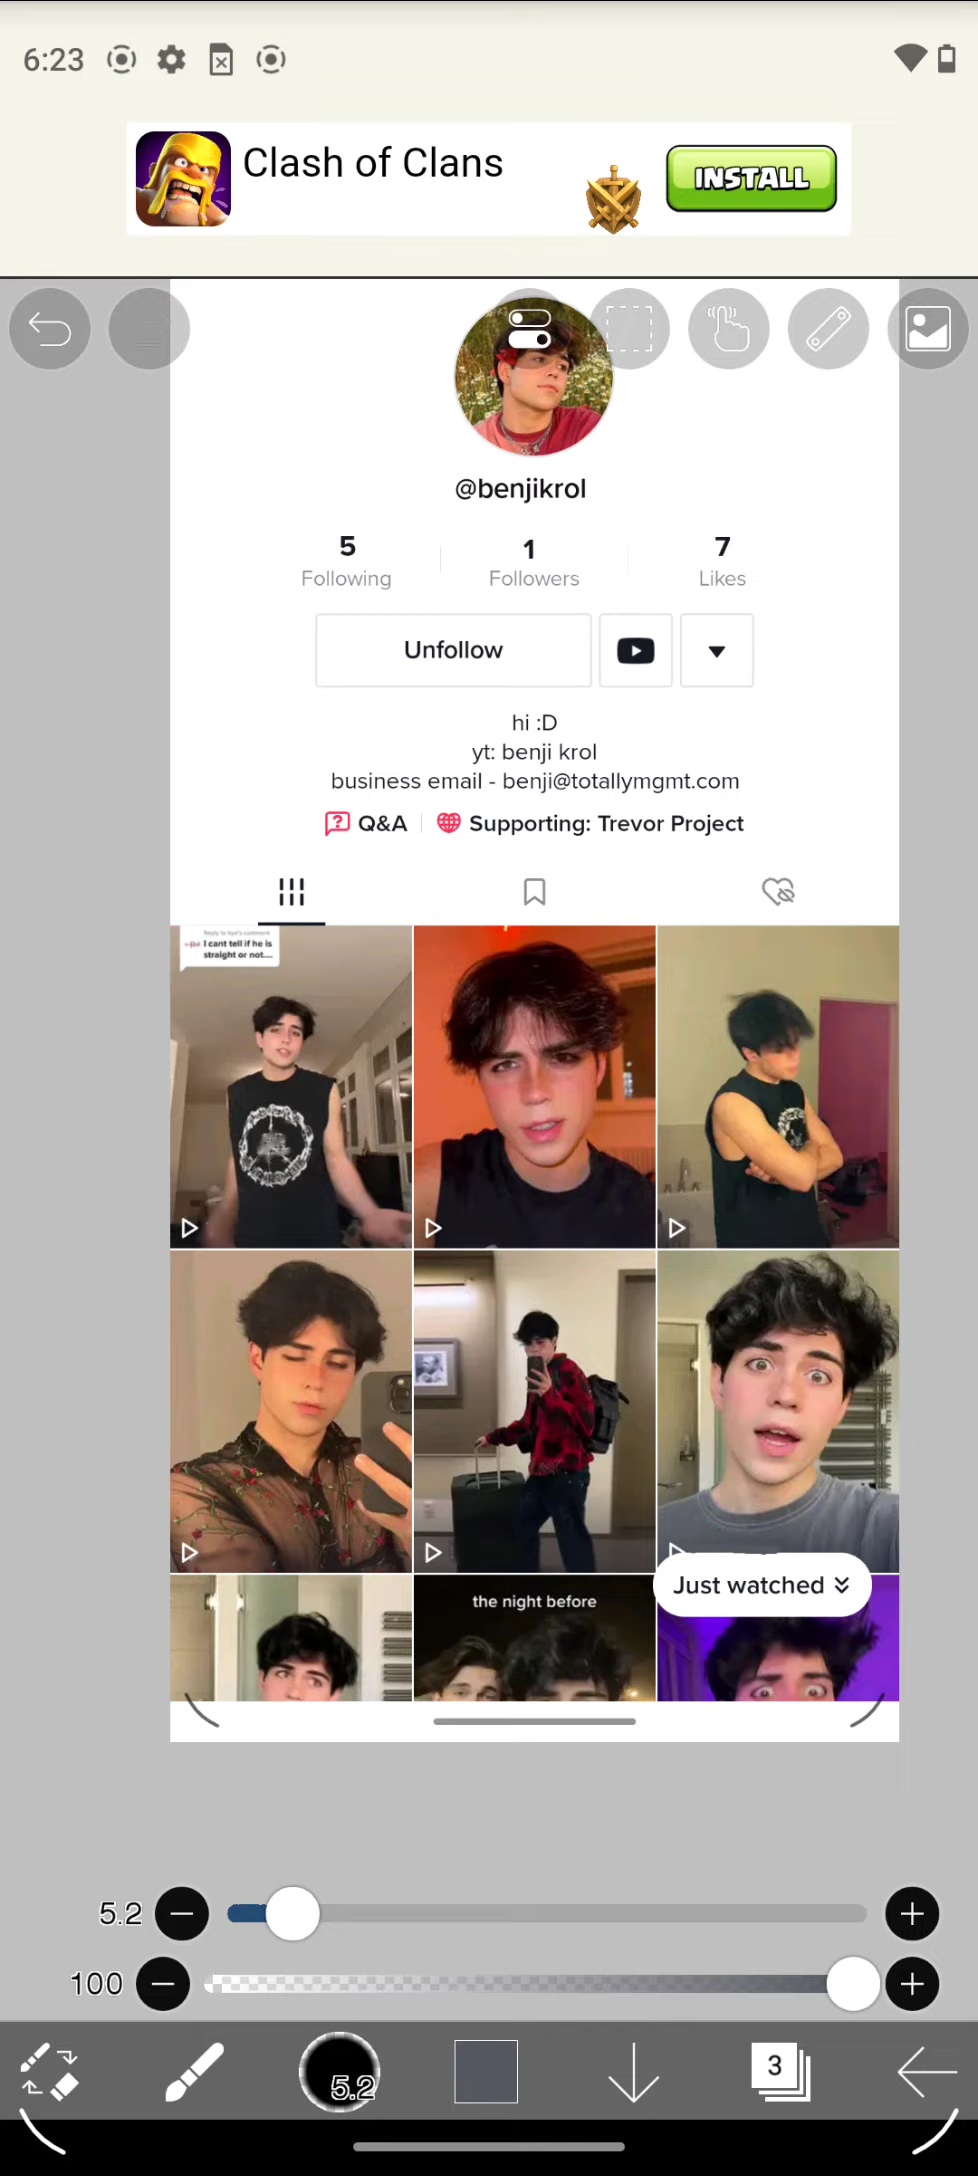 6:23
Clash of Clans
INSTALL
@benjikrol
5
1
7
Following
Followers
Likes
Unfollow
hi :D
yt: benji krol
business email - benji@totallymgmt.com
Q&A
Supporting: Trevor Project
I cant tell if he is
straight or not....
the night before
Just watched
5.2
100
5.2
3